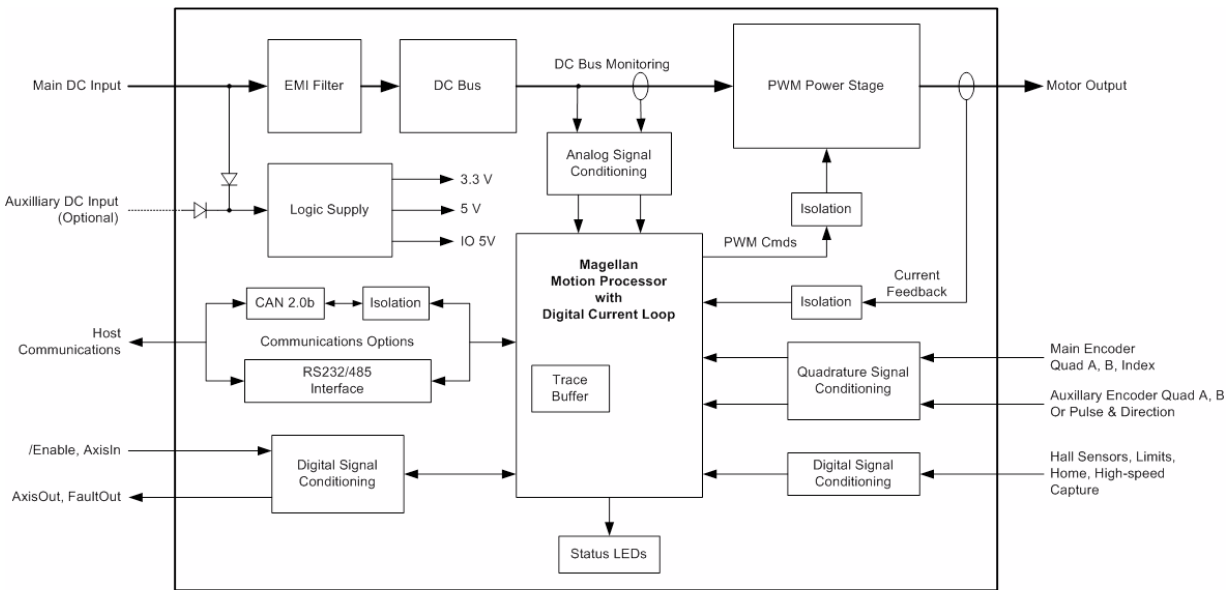 DC Bus Monitoring
Main DC Input
EMI Filter
DC Bus
PWM Power Stage
Motor Output
Analog Signal
Conditioning
3.3 V
Auxilliary DC Input
(Optional)
Logic Supply
5 V
Isolation
IO 5V
PWM Cmds
Magellan
Motion Processor
with
Digital Current Loop
Current
Feedback
Isolation
CAN 2.0b
Isolation
Host
Communications
Communications Options
RS232/485
Interface
Trace
Buffer
Quadrature Signal
Conditioning
Main Encoder
Quad A, B, Index
Auxillary Encoder Quad A, B
Or Pulse & Direction
/Enable, AxisIn
Digital Signal
Conditioning
AxisOut, FaultOut
Digital Signal
Conditioning
Hall Sensors, Limits,
Home, High-speed
Capture
Status LEDs